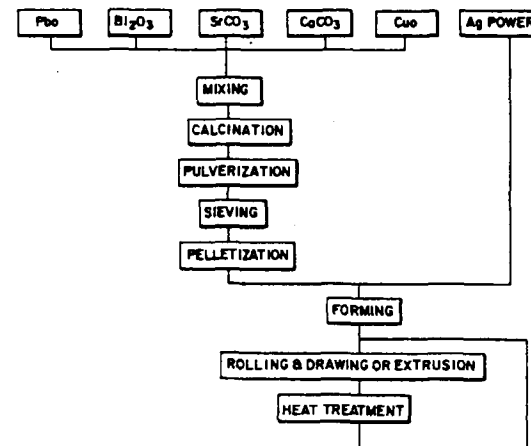 Pbo
BI₂O₃
SrCO₃
CaCO₃
Cuo
Ag POWER
MIXING
CALCINATION
PULVERIZATION
SIEVING
PELLETIZATION
FORMING
ROLLING & DRAWING OR EXTRUSION
HEAT TREATMENT